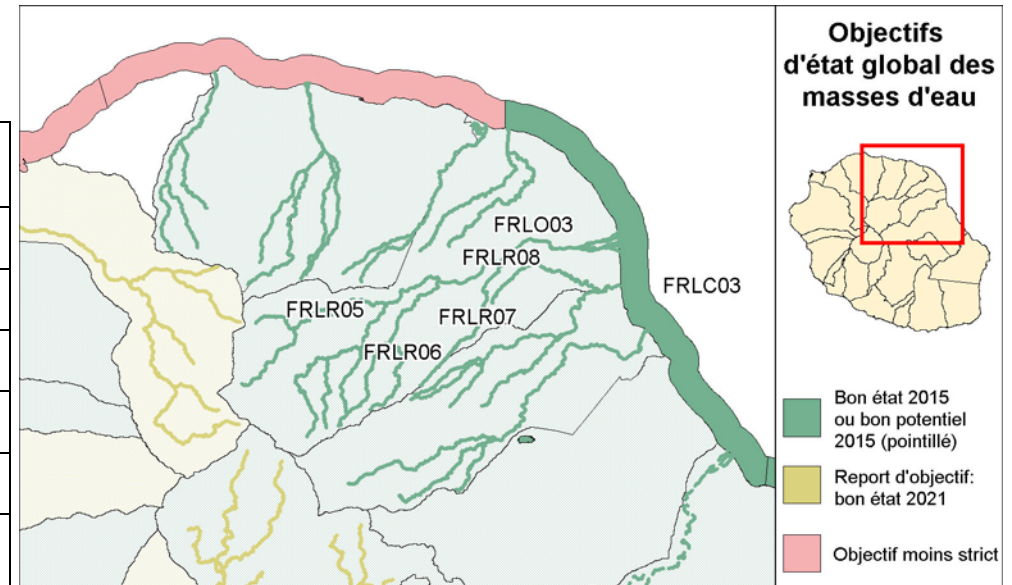 Objectifs
d'état global des
masses d'eau
FRLO03
FRLR08
FRLC03
FRLR05
FRLR07
FRLR06
Bon état 2015
ou bon potentiel
2015 (pointillé)
Report d'objectif:
bon état 2021
Objectif moins strict